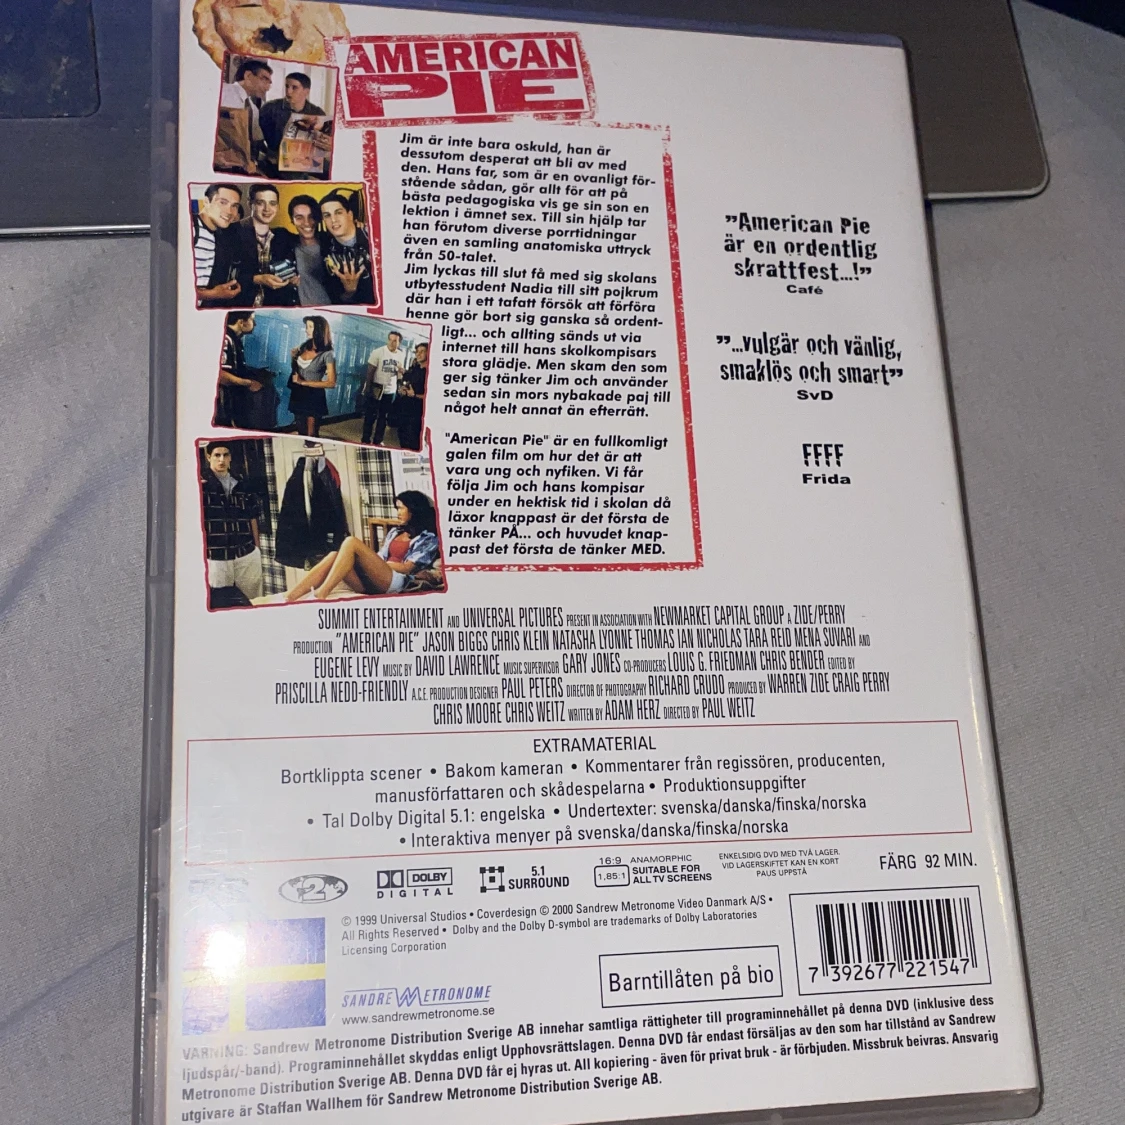 AMERICAN
PIE
Jim är inte bara oskuld, han är
dessutom desperat att bli av med
den. Hans far, som är en ovanligt för-
stående sådan, gör allt för att på
bästa pedagogiska vis ge sin son en
lektion i ämnet sex. Till sin hjälp tar
han förutom diverse porrtidningar
även en samling anatomiska uttryck
från 50-talet.
Jim lyckas till slut få med sig skolans
utbytesstudent Nadia till sitt pojkrum
där han i ett tafatt försök att förföra
henne gör bort sig ganska så ordent-
ligt... och allting sänds ut via
internet till hans skolkompisars
stora glädje. Men skam den som
ger sig tänker Jim och använder
sedan sin mors nybakade paj till
något helt annat än efterrätt.
"American Pie" är en fullkomligt
galen film om hur det är att
vara ung och nyfiken. Vi får
följa Jim och hans kompisar
under en hektisk tid i skolan då
läxor knappast är det första de
tänker PÅ... och huvudet knap-
past det första de tänker MED.
"American Pie
är en ordentlig
skrattfest...!"
Café
"...vulgär och vänlig,
smaklös och smart"
SvD
FFFF
Frida
SUMMIT ENTERTAINMENT AND UNIVERSAL PICTURES PRESENT IN ASSOCIATION WITH NEWMARKET CAPITAL GROUP A ZIDE/PERRY
PRODUCTION "AMERICAN PIE" JASON BIGGS CHRIS KLEIN NATASHA LYONNE THOMAS IAN NICHOLAS TARA REID MENA SUVARI AND
EUGENE LEVY MUSIC BY DAVID LAWRENCE MUSIC SUPERVISOR GARY JONES CO-PRODUCERS LOUIS G. FRIEDMAN CHRIS BENDER EDITED BY
PRISCILLA NEDD-FRIENDLY A.C.E. PRODUCTION DESIGNER PAUL PETERS DIRECTOR OF PHOTOGRAPHY RICHARD CRUDO PRODUCED BY WARREN ZIDE CRAIG PERRY
CHRIS MOORE CHRIS WEITZ WRITTEN BY ADAM HERZ DIRECTED BY PAUL WEITZ
EXTRAMATERIAL
Bortklippta scener • Bakom kameran • Kommentarer från regissören, producenten,
manusförfattaren och skådespelarna • Produktionsuppgifter
• Tal Dolby Digital 5.1: engelska • Undertexter: svenska/danska/finska/norska
• Interaktiva menyer på svenska/danska/finska/norska
2
DOLBY
DIGITAL
5.1
SURROUND
16:9
1,85:1
ANAMORPHIC
SUITABLE FOR
ALL TV SCREENS
ENKELSIDIG DVD MED TVÅ LAGER.
VID LAGERSKIFTET KAN EN KORT
PAUS UPPSTÅ
FÄRG 92 MIN.
© 1999 Universal Studios • Coverdesign © 2000 Sandrew Metronome Video Danmark A/S •
All Rights Reserved • Dolby and the Dolby D-symbol are trademarks of Dolby Laboratories
Licensing Corporation
SANDREW METRONOME
www.sandrewmetronome.se
Barntillåten på bio
7 392677 221547
VARNING: Sandrew Metronome Distribution Sverige AB innehar samtliga rättigheter till programinnehållet på denna DVD (inklusive dess
ljudspår/-band). Programinnehållet skyddas enligt Upphovsrättslagen. Denna DVD får endast försäljas av den som har tillstånd av Sandrew
Metronome Distribution Sverige AB. Denna DVD får ej hyras ut. All kopiering - även för privat bruk - är förbjuden. Missbruk beivras. Ansvarig
utgivare är Staffan Wallhem för Sandrew Metronome Distribution Sverige AB.